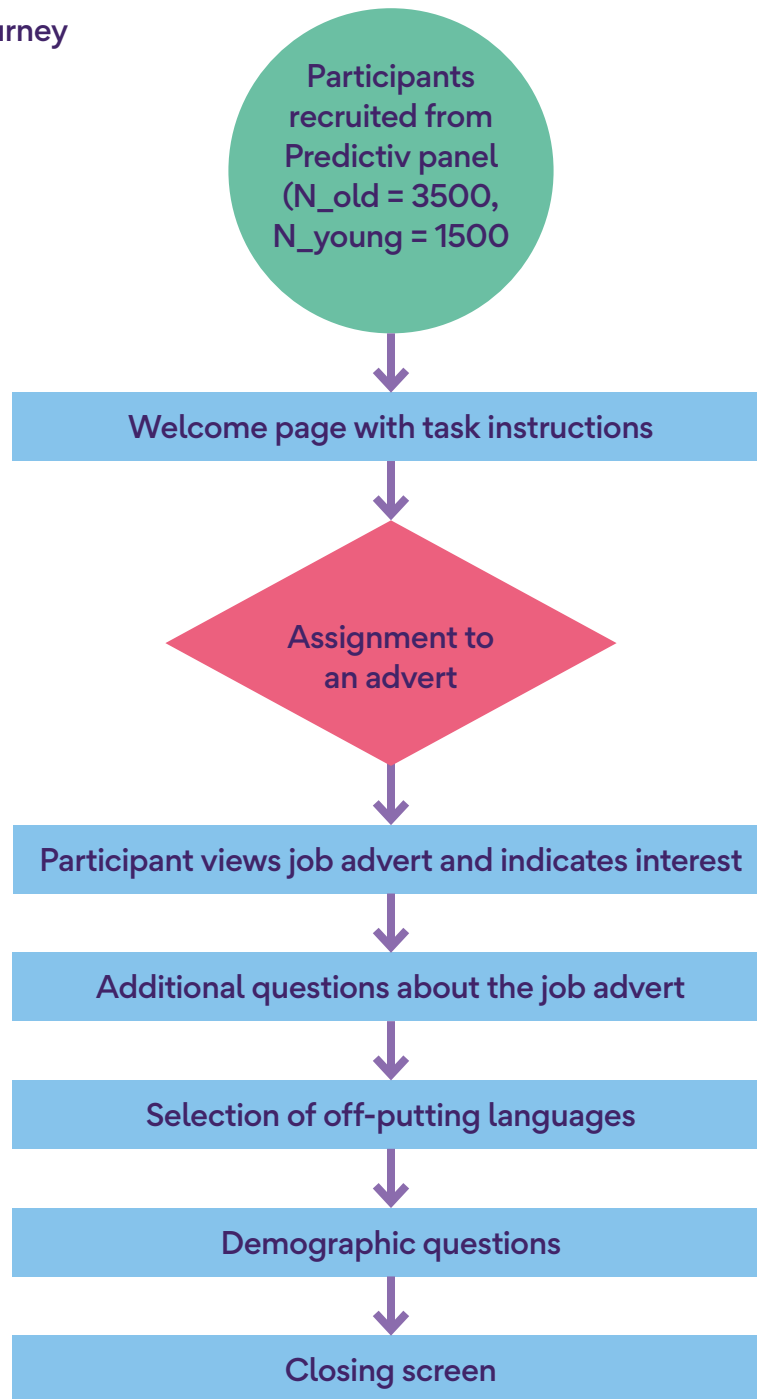 Participants
recruited from
Predictiv panel
(N_old = 3500,
N_young = 1500
Welcome page with task instructions
Assignment to
an advert
Participant views job advert and indicates interest
Additional questions about the job advert
Selection of off-putting languages
Demographic questions
Closing screen